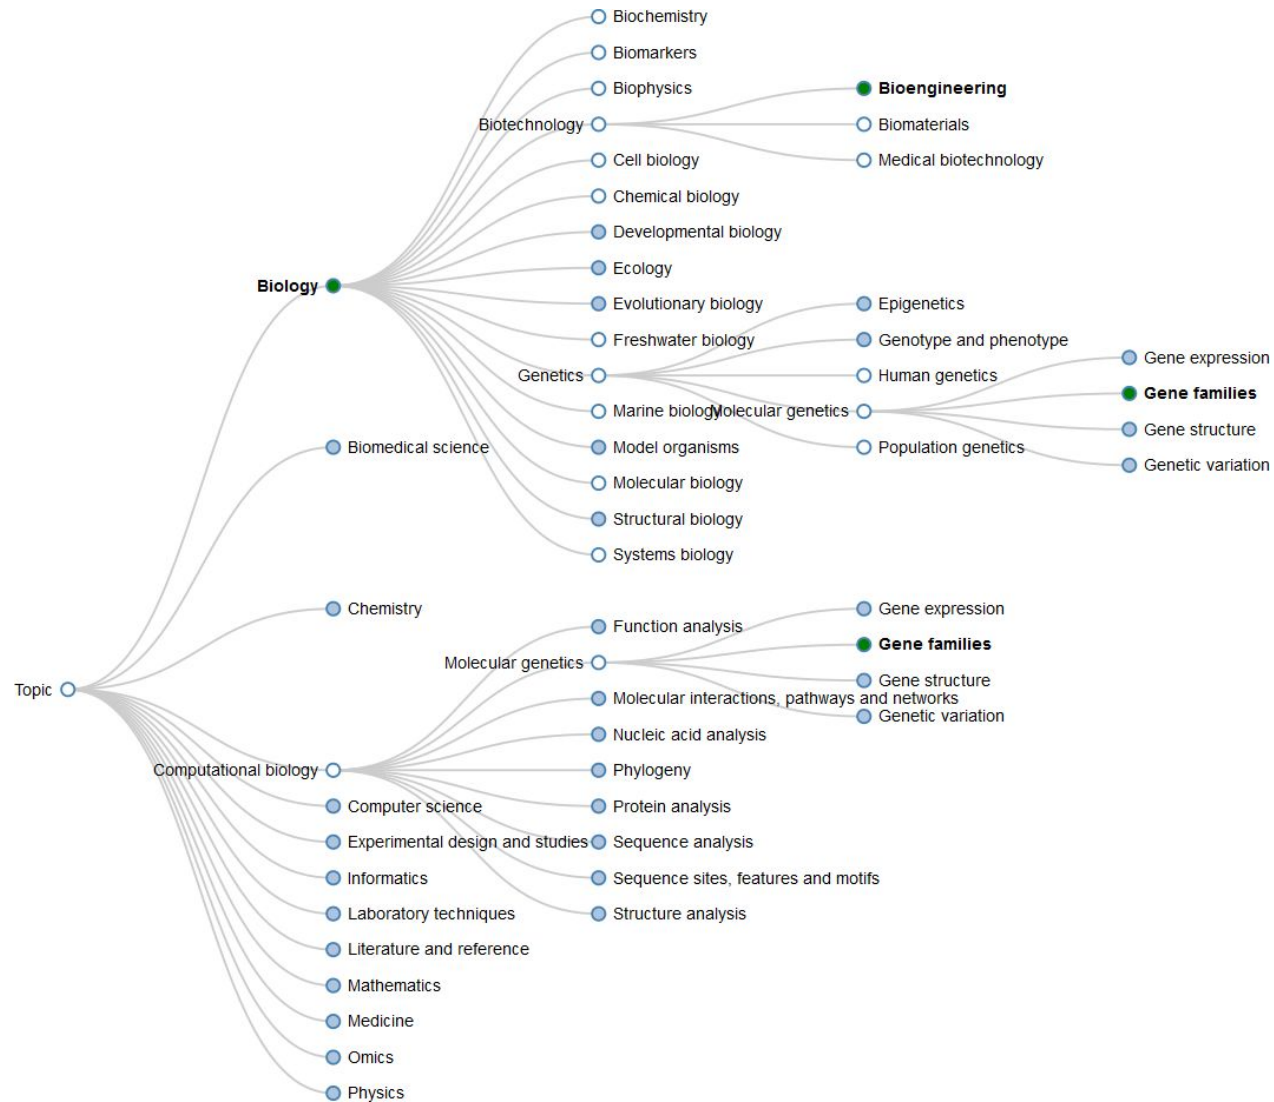 Biochemistry
Biomarkers
Biophysics
Bioengineering
Biotechnology
Biomaterials
Cell biology
Medical biotechnology
Chemical biology
Developmental biology
Ecology
Biology
Evolutionary biology
Epigenetics
Freshwater biology
Genotype and phenotype
Gene expression
Genetics
Human genetics
Gene families
Marine biology
Molecular genetics
Gene structure
Biomedical science
Model organisms
Population genetics
Genetic variation
Molecular biology
Structural biology
Systems biology
Chemistry
Gene expression
Function analysis
Gene families
Molecular genetics
Gene structure
Topic
Molecular interactions, pathways and networks
Genetic variation
Nucleic acid analysis
Computational biology
Phylogeny
Computer science
Protein analysis
Experimental design and studies
Sequence analysis
Informatics
Sequence sites, features and motifs
Laboratory techniques
Structure analysis
Literature and reference
Mathematics
Medicine
Omics
Physics